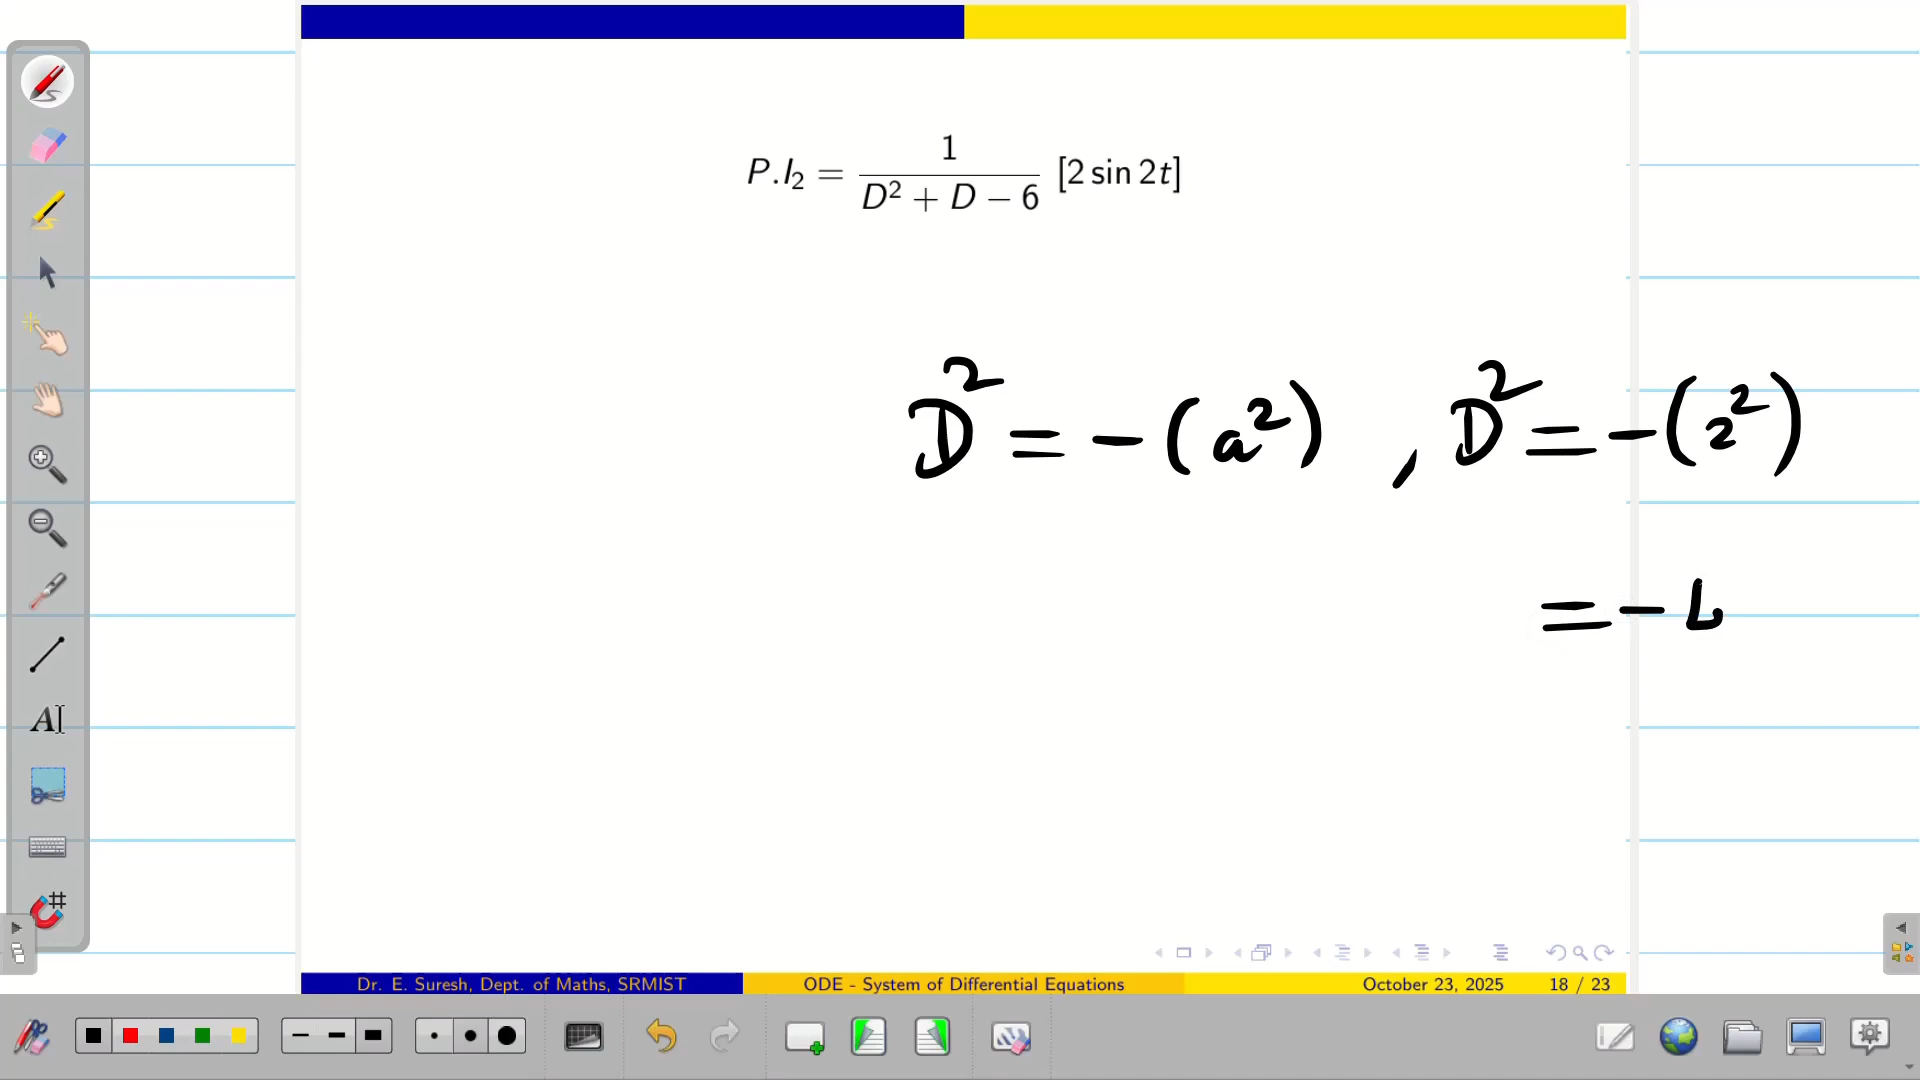 P.I₂ = 1 / (D² + D − 6) [2 sin 2t]
D² = −(a²) , D² = −(2²)
= −
Dr. E. Suresh, Dept. of Maths, SRMIST ODE - System of Differential Equations October 23, 2025 18 / 23